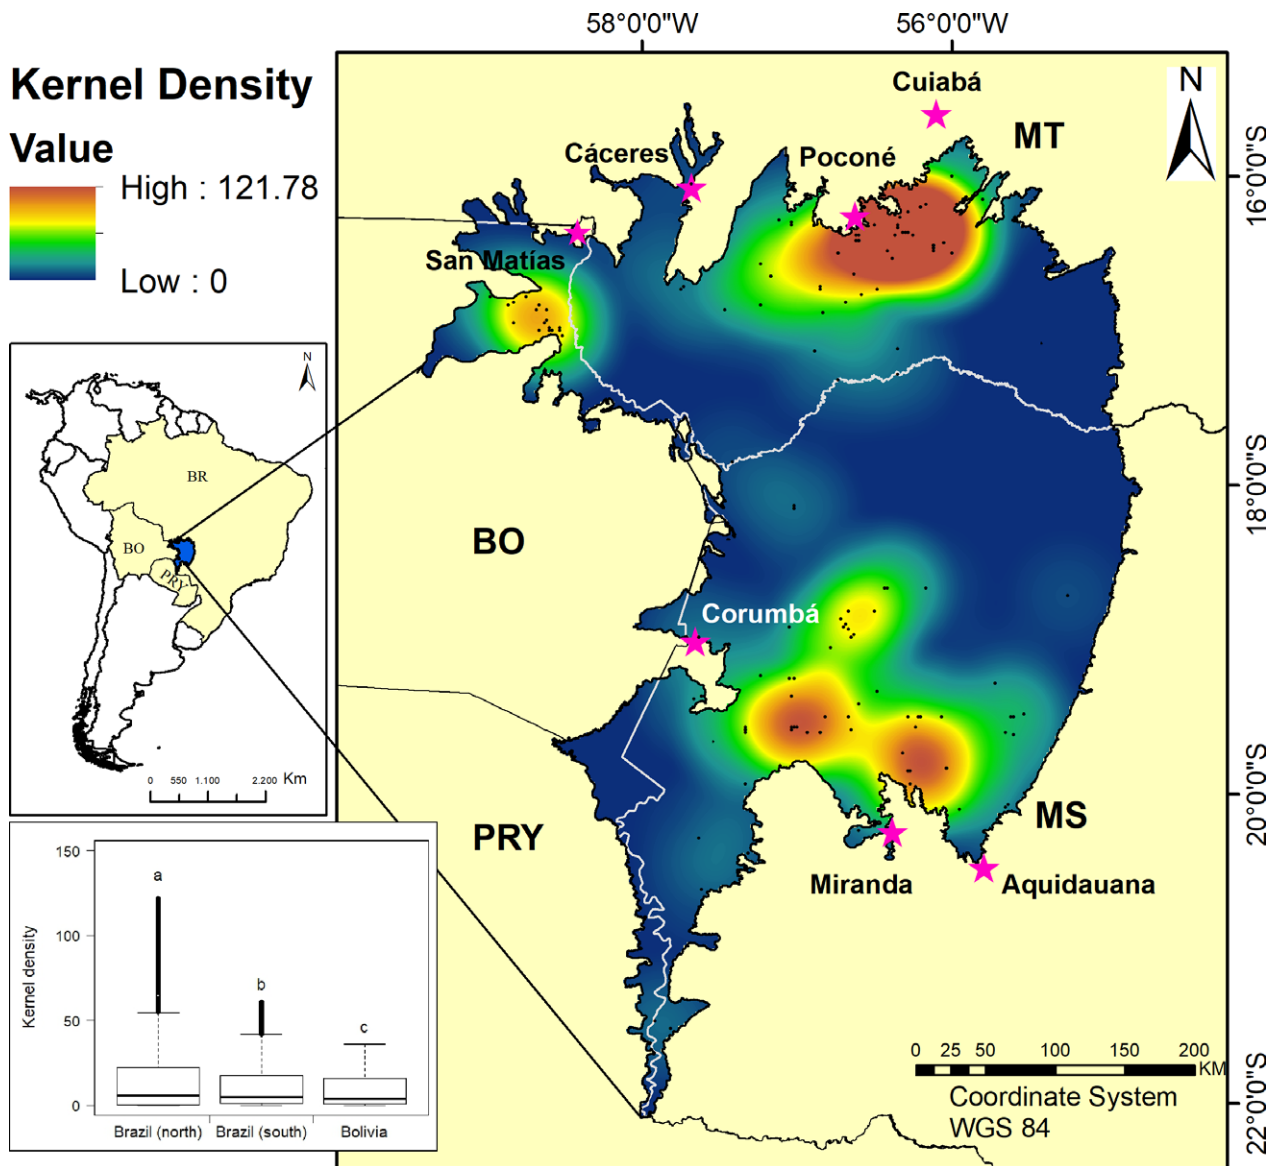 58°0'0"W
56°0'0"W
Kernel Density
Value
High : 121.78
Low : 0
Cuiabá
N
MT
Cáceres
Poconé
16°0'0"S
San Matías
N
BR
BO
PRY
0 550 1.100 2.200 Km
BO
18°0'0"S
Corumbá
PRY
MS
20°0'0"S
Miranda
Aquidauana
150
a
100
Kernel density
b
50
c
0
Brazil (north) Brazil (south) Bolivia
0 25 50 100 150 200
KM
Coordinate System
WGS 84
22°0'0"S